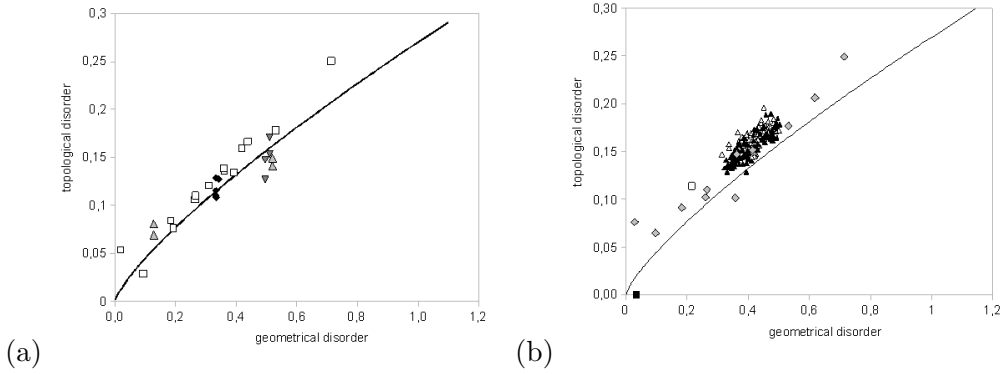 0,3
0,25
0,2
0,15
0,1
0,05
0
topological disorder
0,0 0,2 0,4 0,6 0,8 1,0 1,2
geometrical disorder
(a)
0,30
0,25
0,20
0,15
0,10
0,05
0,00
topological disorder
0 0,2 0,4 0,6 0,8 1 1,2
geometrical disorder
(b)